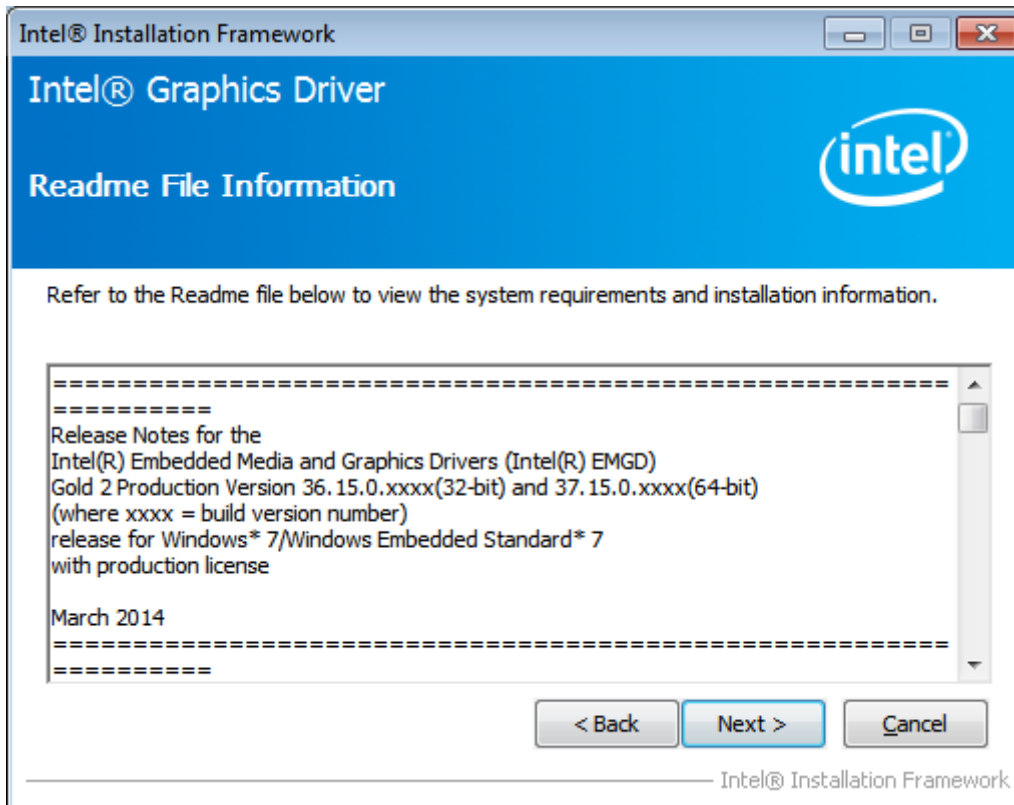 Intel® Installation Framework
Intel® Graphics Driver
intel®
Readme File Information
Refer to the Readme file below to view the system requirements and installation information.
========================================================
==========
Release Notes for the
Intel(R) Embedded Media and Graphics Drivers (Intel(R) EMGD)
Gold 2 Production Version 36.15.0.xxxx(32-bit) and 37.15.0.xxxx(64-bit)
(where xxxx = build version number)
release for Windows* 7/Windows Embedded Standard* 7
with production license
March 2014
========================================================
==========
< Back
Next >
Cancel
Intel® Installation Framework